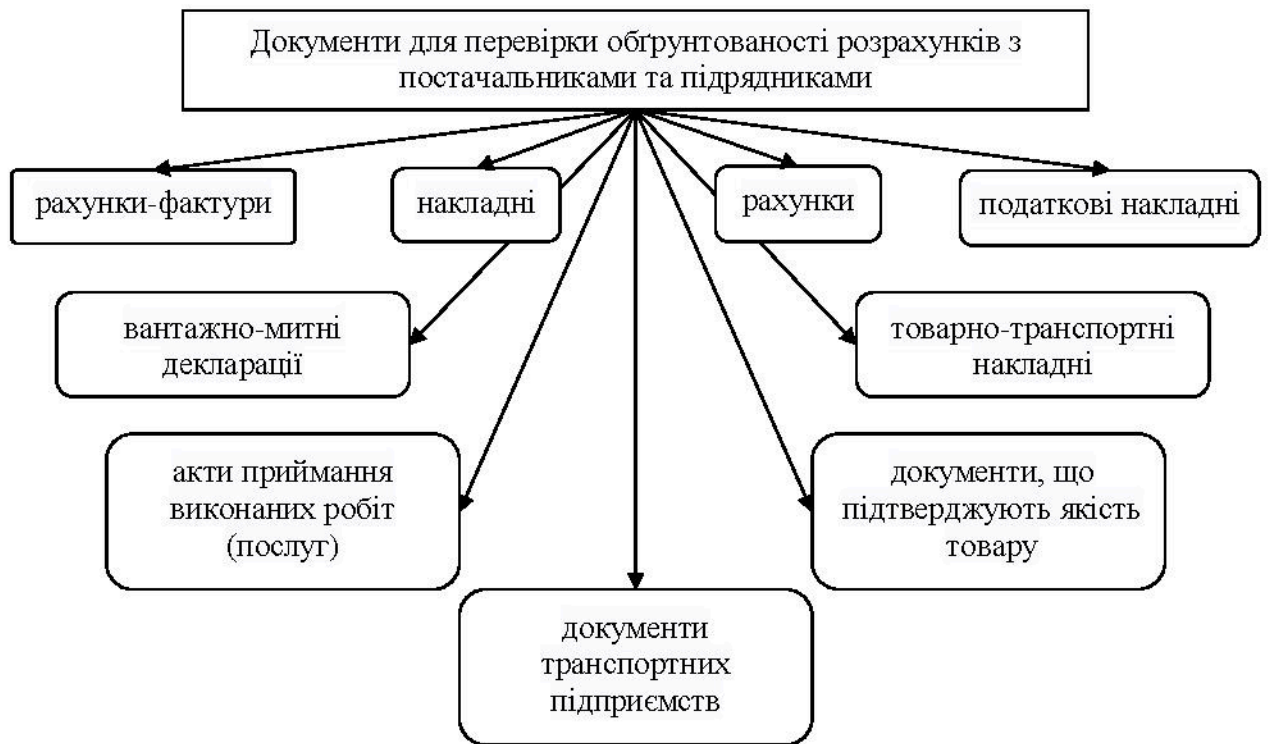 Документи для перевірки обґрунтованості розрахунків з
постачальниками та підрядниками
рахунки-фактури
накладні
рахунки
податкові накладні
вантажно-митні
декларації
товарно-транспортні
накладні
акти приймання
виконаних робіт
(послуг)
документи, що
підтверджують якість
товару
документи
транспортних
підприємств